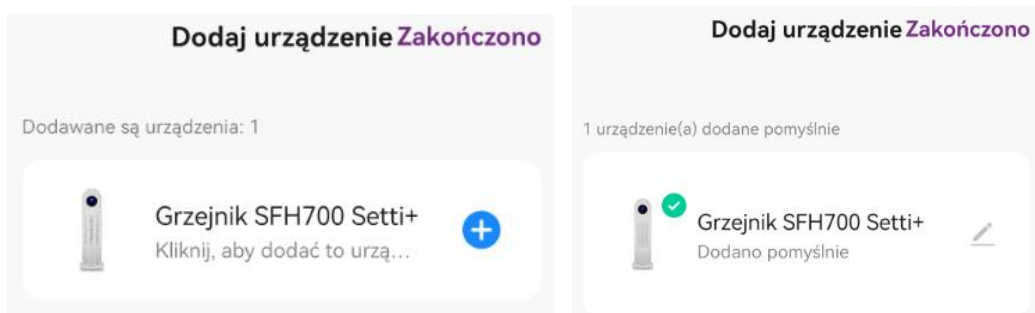 Dodaj urządzenie Zakończono
Dodawane są urządzenia: 1
Grzejnik SFH700 Setti+
Kliknij, aby dodać to urzą...
Dodaj urządzenie Zakończono
1 urządzenie(a) dodane pomyślnie
Grzejnik SFH700 Setti+
Dodano pomyślnie